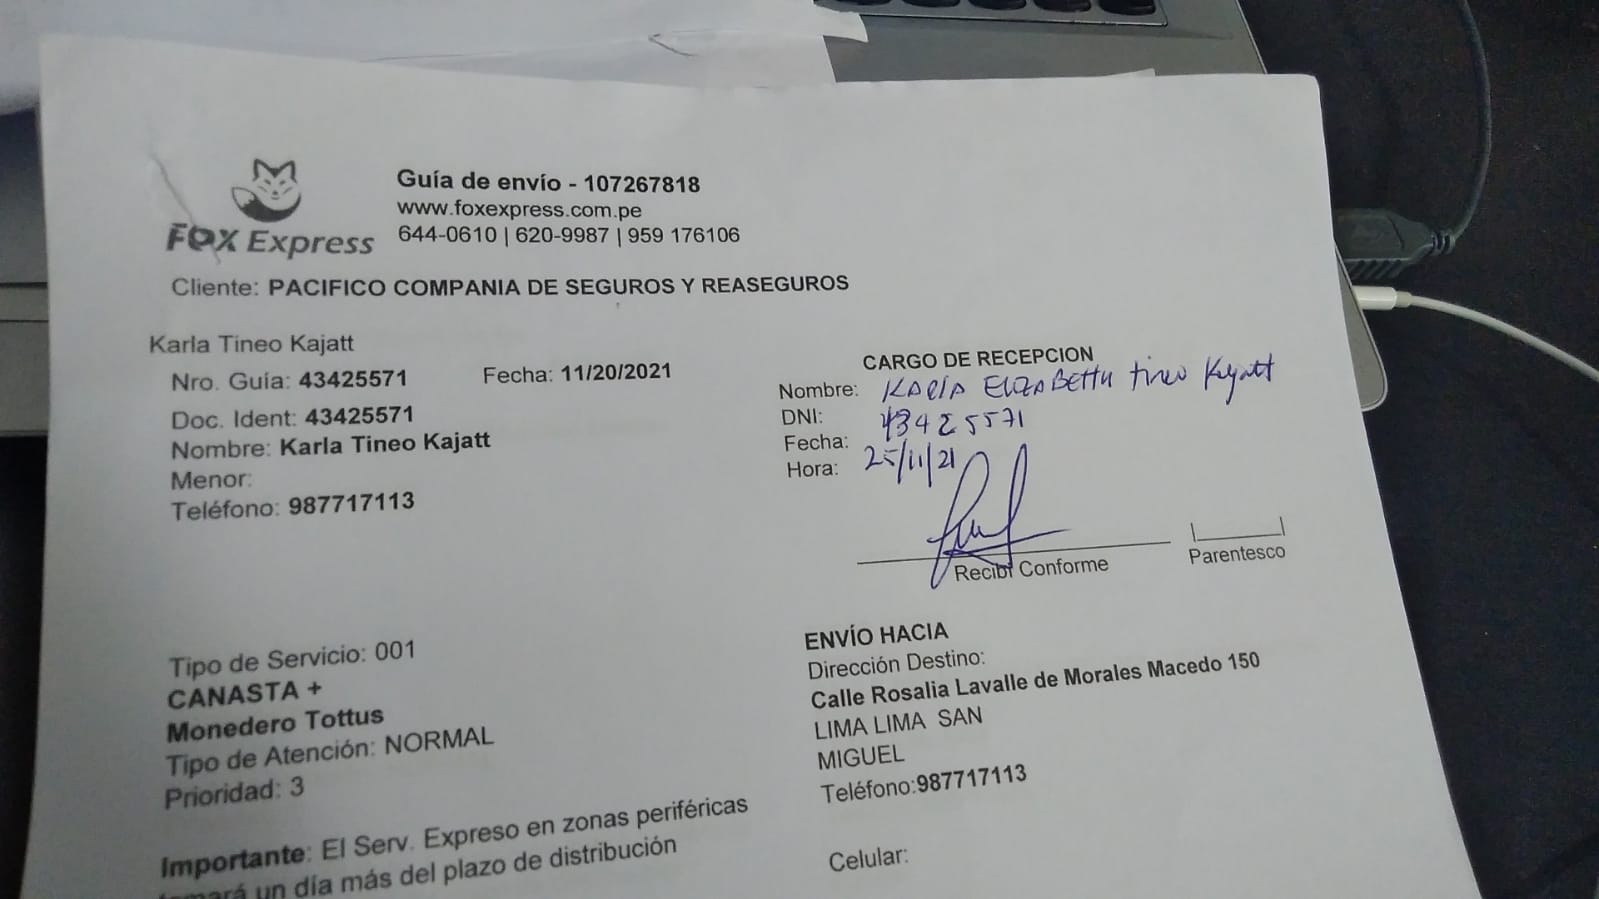 FOX Express
Guía de envío - 107267818
www.foxexpress.com.pe
644-0610 | 620-9987 | 959 176106
Cliente: PACIFICO COMPANIA DE SEGUROS Y REASEGUROS
Karla Tineo Kajatt
Nro. Guía: 43425571 Fecha: 11/20/2021
Doc. Ident: 43425571
Nombre: Karla Tineo Kajatt
Menor:
Teléfono: 987717113
CARGO DE RECEPCION
Nombre: KARLA ELIZABETH Tineo Kajatt
DNI: 43425571
Fecha: 25/11/21
Hora:
Recibí Conforme
Parentesco
Tipo de Servicio: 001
CANASTA +
Monedero Tottus
Tipo de Atención: NORMAL
Prioridad: 3
Importante: El Serv. Expreso en zonas periféricas
un día más del plazo de distribución
ENVÍO HACIA
Dirección Destino:
Calle Rosalia Lavalle de Morales Macedo 150
LIMA LIMA SAN
MIGUEL
Teléfono:987717113
Celular: